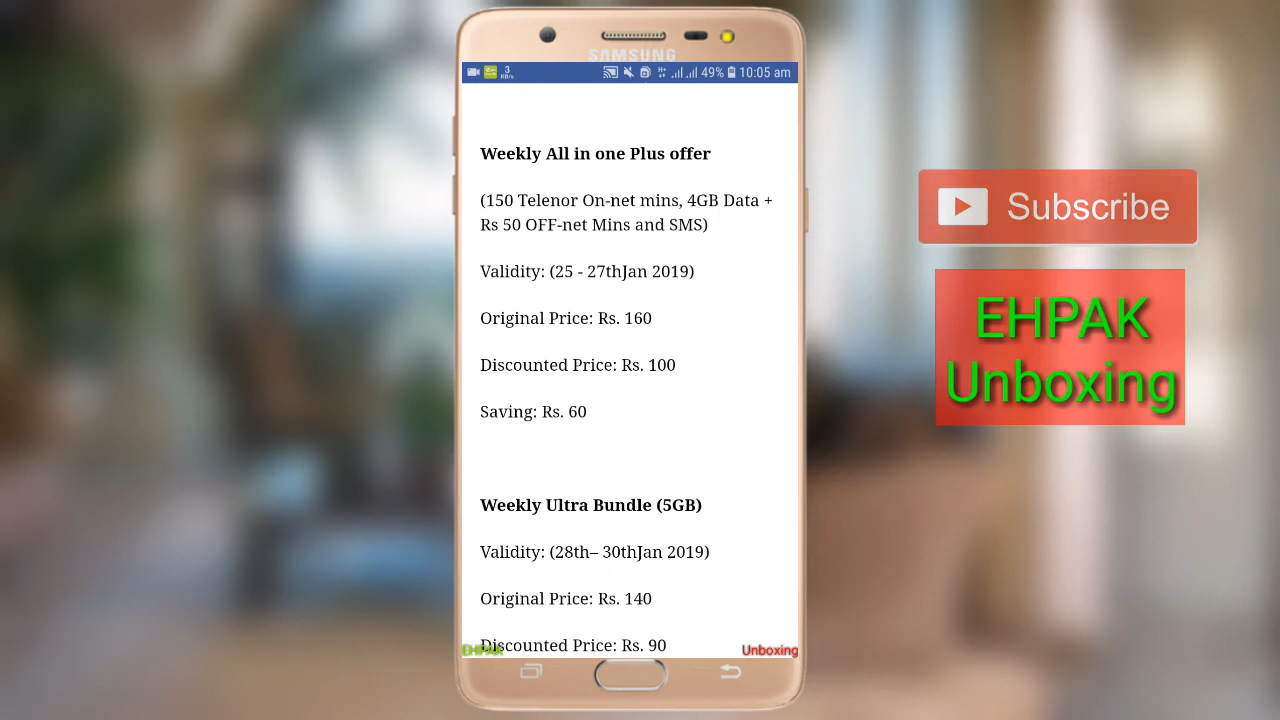 SAMSUNG
3
KB/s
49% 10:05 am
Weekly All in one Plus offer
(150 Telenor On-net mins, 4GB Data +
Rs 50 OFF-net Mins and SMS)
Validity: (25 - 27thJan 2019)
Original Price: Rs. 160
Discounted Price: Rs. 100
Saving: Rs. 60
Weekly Ultra Bundle (5GB)
Validity: (28th– 30thJan 2019)
Original Price: Rs. 140
Discounted Price: Rs. 90
EHPAK
Unboxing
Subscribe
EHPAK
Unboxing